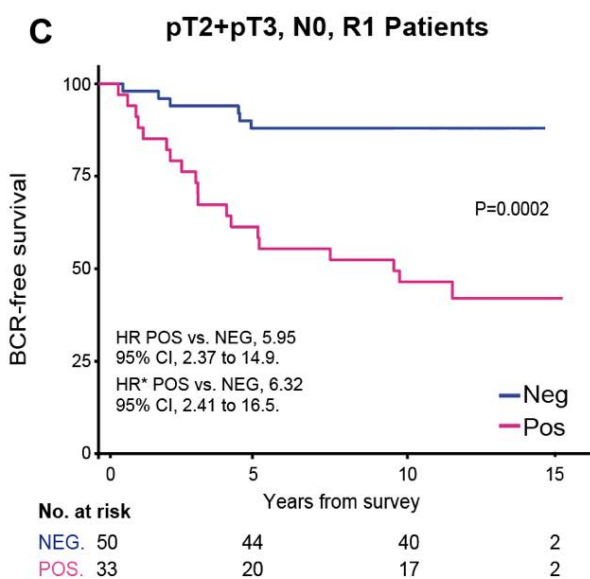 C pT2+pT3, N0, R1 Patients
100
75
50
25
0
BCR-free survival
P=0.0002
HR POS vs. NEG, 5.95
95% CI, 2.37 to 14.9.
HR* POS vs. NEG, 6.32
95% CI, 2.41 to 16.5.
Neg
Pos
0 5 10 15
Years from survey
No. at risk
NEG. 50 44 40 2
POS. 33 20 17 2